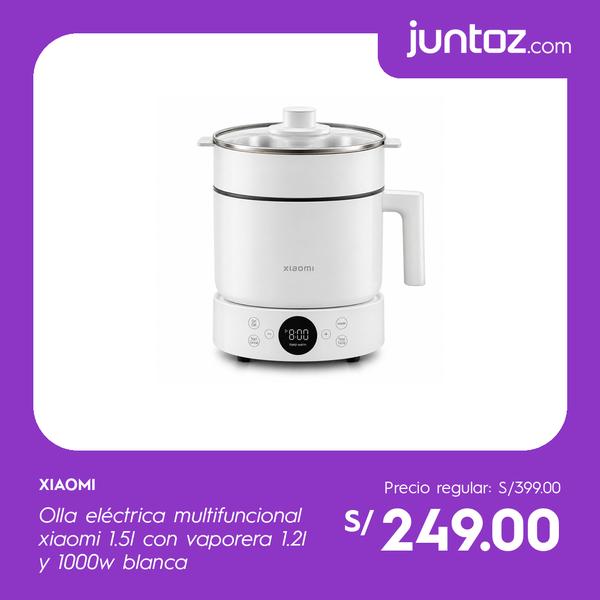 juntoz.com
xiaomi
8:00
XIAOMI
Olla eléctrica multifuncional
xiaomi 1.5l con vaporera 1.2l
y 1000w blanca
Precio regular: S/399.00
S/ 249.00